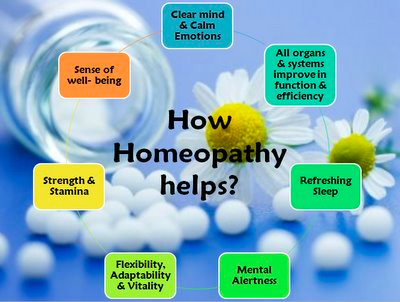 Clear mind
& Calm
Emotions
All organs
& systems
improve in
function &
efficiency
Refreshing
Sleep
Mental
Alertness
Flexibility,
Adaptability
& Vitality
Strength &
Stamina
Sense of
well- being
How
Homeopathy
helps?